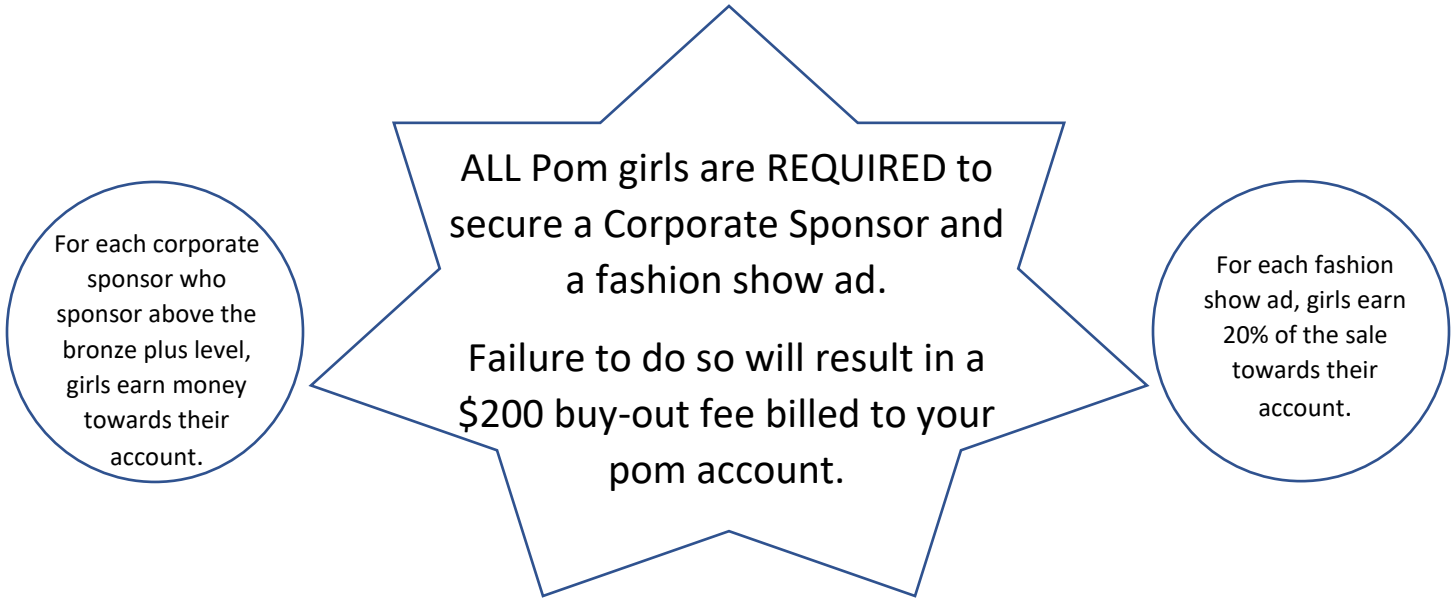 For each corporate
sponsor who
sponsor above the
bronze plus level,
girls earn money
towards their
account.
ALL Pom girls are REQUIRED to
secure a Corporate Sponsor and
a fashion show ad.
Failure to do so will result in a
$200 buy-out fee billed to your
pom account.
For each fashion
show ad, girls earn
20% of the sale
towards their
account.